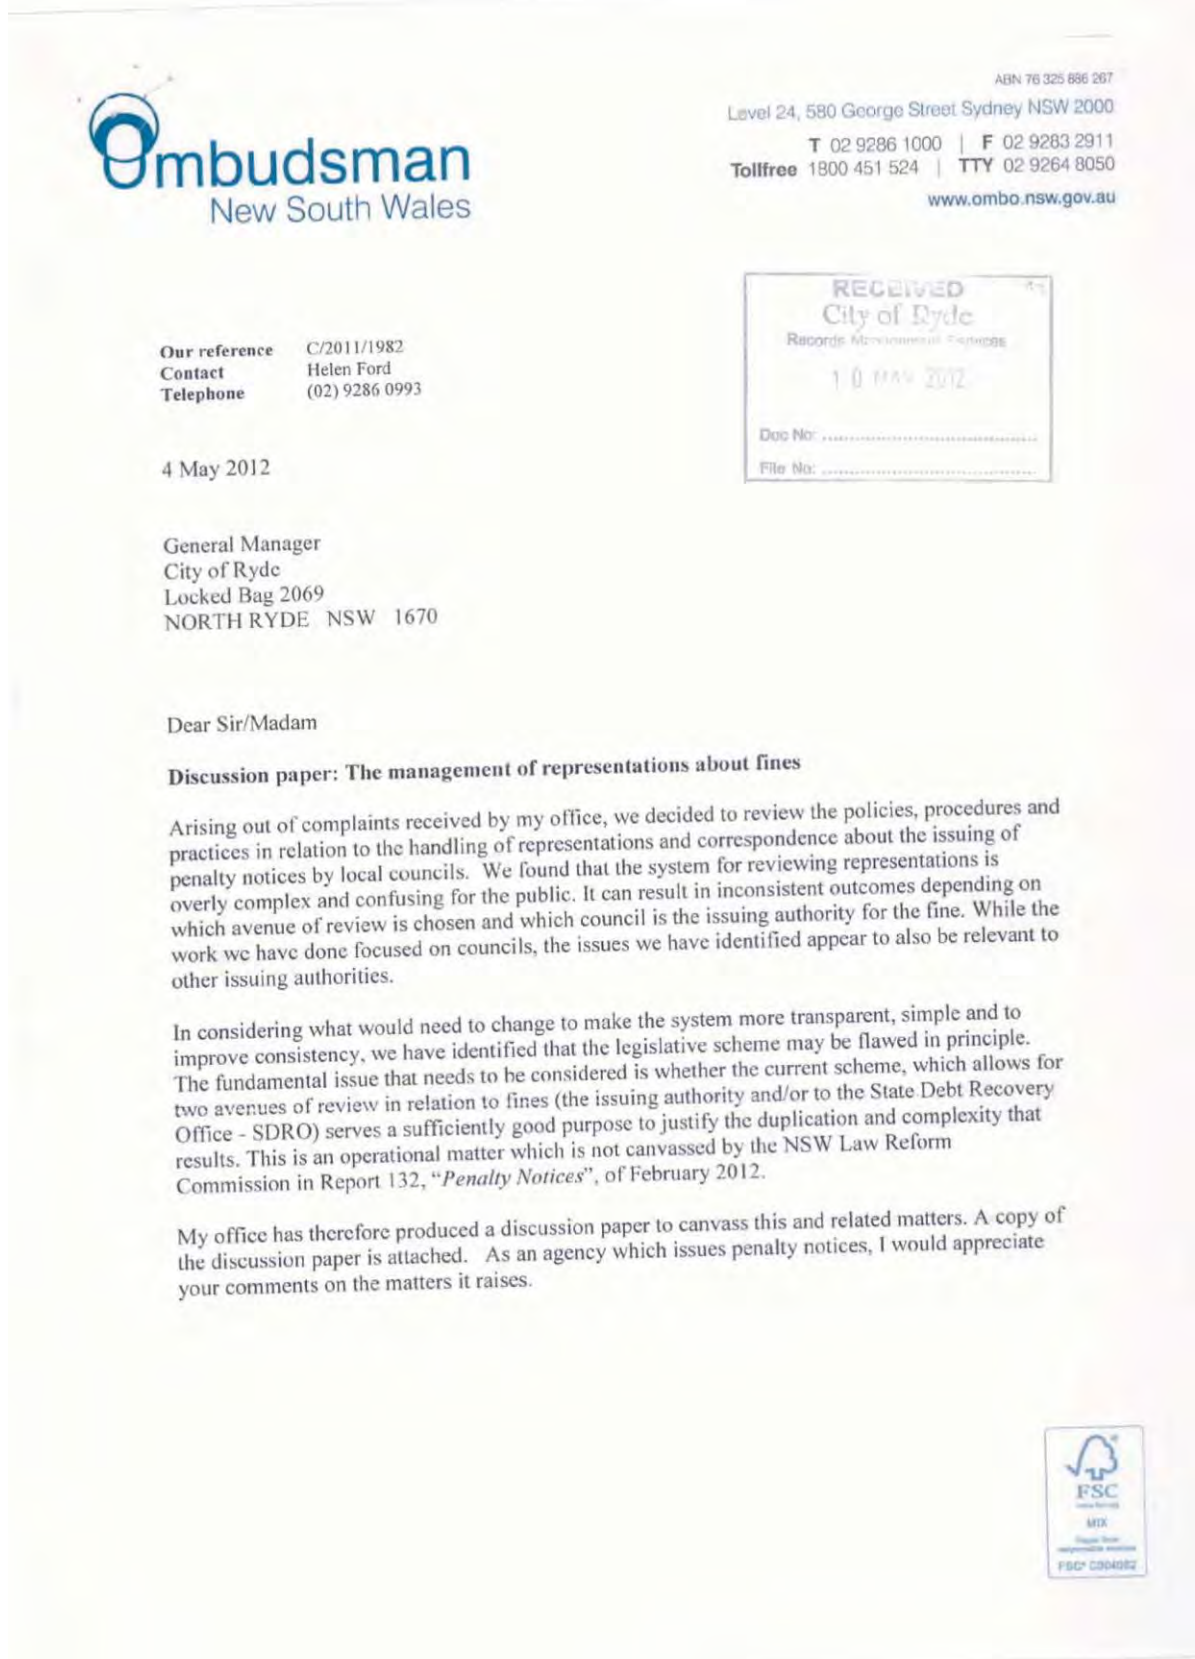 ABN 76 325 886 267
Level 24, 580 George Street Sydney NSW 2000
T 02 9286 1000 | F 02 9283 2911
Tollfree 1800 451 524 | TTY 02 9264 8050
www.ombo.nsw.gov.au
Ombudsman
New South Wales
RECEIVED
City of Ryde
Records Management Services
10 MAY 2012
Doc No:
File No:
Our reference C/2011/1982
Contact Helen Ford
Telephone (02) 9286 0993
4 May 2012
General Manager
City of Ryde
Locked Bag 2069
NORTH RYDE NSW 1670
Dear Sir/Madam
Discussion paper: The management of representations about fines
Arising out of complaints received by my office, we decided to review the policies, procedures and
practices in relation to the handling of representations and correspondence about the issuing of
penalty notices by local councils. We found that the system for reviewing representations is
overly complex and confusing for the public. It can result in inconsistent outcomes depending on
which avenue of review is chosen and which council is the issuing authority for the fine. While the
work we have done focused on councils, the issues we have identified appear to also be relevant to
other issuing authorities.
In considering what would need to change to make the system more transparent, simple and to
improve consistency, we have identified that the legislative scheme may be flawed in principle.
The fundamental issue that needs to be considered is whether the current scheme, which allows for
two avenues of review in relation to fines (the issuing authority and/or to the State Debt Recovery
Office - SDRO) serves a sufficiently good purpose to justify the duplication and complexity that
results. This is an operational matter which is not canvassed by the NSW Law Reform
Commission in Report 132, “Penalty Notices”, of February 2012.
My office has therefore produced a discussion paper to canvass this and related matters. A copy of
the discussion paper is attached. As an agency which issues penalty notices, I would appreciate
your comments on the matters it raises.
FSC
MIX